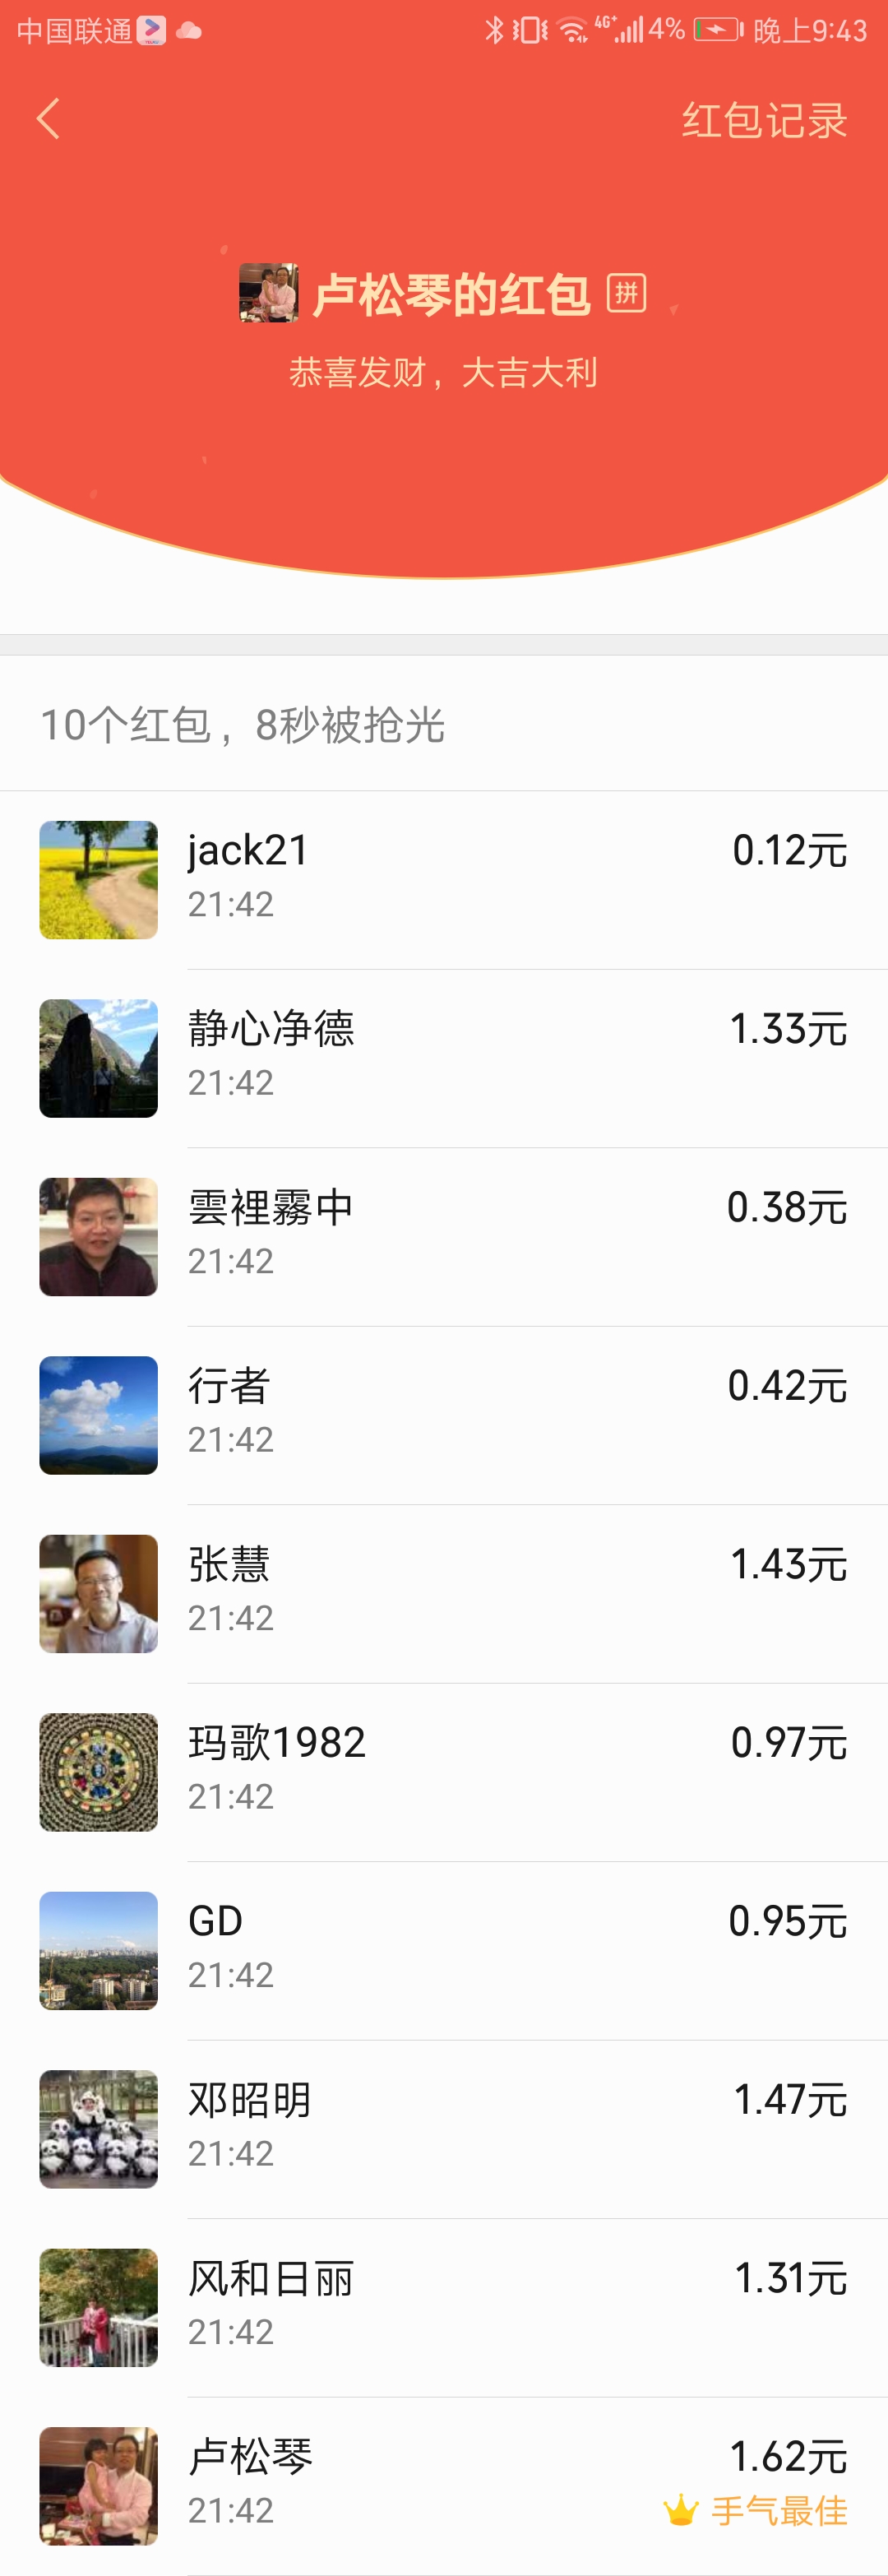 中国联通 4G+ 4% 晚上9:43
红包记录
卢松琴的红包 拼
恭喜发财，大吉大利
10个红包，8秒被抢光
jack21 0.12元
21:42
静心净德 1.33元
21:42
雲裡霧中 0.38元
21:42
行者 0.42元
21:42
张慧 1.43元
21:42
玛歌1982 0.97元
21:42
GD 0.95元
21:42
邓昭明 1.47元
21:42
风和日丽 1.31元
21:42
卢松琴 1.62元
21:42 手气最佳